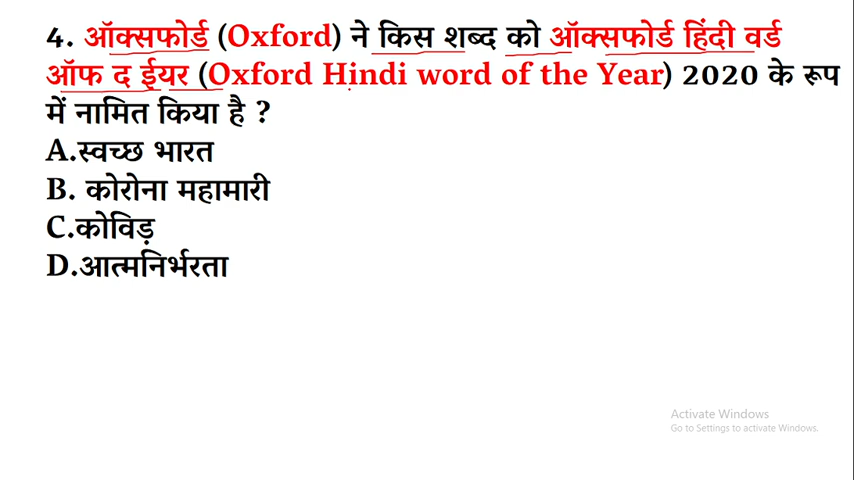 4. ऑक्सफोर्ड (Oxford) ने किस शब्द को ऑक्सफोर्ड हिंदी वर्ड
ऑफ द ईयर (Oxford Hindi word of the Year) 2020 के रूप
में नामित किया है ?
A.स्वच्छ भारत
B. कोरोना महामारी
C.कोविड़
D.आत्मनिर्भरता
Activate Windows
Go to Settings to activate Windows.